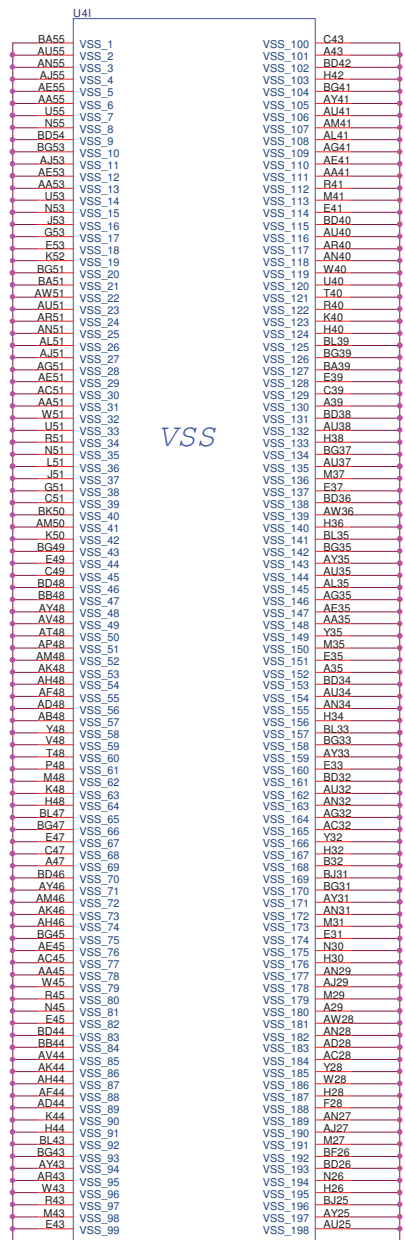 U4I
BA55 VSS_1
AU55 VSS_2
AN55 VSS_3
AJ55 VSS_4
AE55 VSS_5
AA55 VSS_6
U55 VSS_7
N55 VSS_8
BD54 VSS_9
BG53 VSS_10
AJ53 VSS_11
AE53 VSS_12
AA53 VSS_13
U53 VSS_14
N53 VSS_15
J53 VSS_16
G53 VSS_17
E53 VSS_18
K52 VSS_19
BG51 VSS_20
BA51 VSS_21
AW51 VSS_22
AU51 VSS_23
AR51 VSS_24
AN51 VSS_25
AL51 VSS_26
AJ51 VSS_27
AG51 VSS_28
AE51 VSS_29
AC51 VSS_30
AA51 VSS_31
W51 VSS_32
U51 VSS_33
R51 VSS_34
N51 VSS_35
L51 VSS_36
J51 VSS_37
G51 VSS_38
C51 VSS_39
BK50 VSS_40
AM50 VSS_41
K50 VSS_42
BG49 VSS_43
E49 VSS_44
C49 VSS_45
BD48 VSS_46
BB48 VSS_47
AY48 VSS_48
AV48 VSS_49
AT48 VSS_50
AP48 VSS_51
AM48 VSS_52
AK48 VSS_53
AH48 VSS_54
AF48 VSS_55
AD48 VSS_56
AB48 VSS_57
Y48 VSS_58
V48 VSS_59
T48 VSS_60
P48 VSS_61
M48 VSS_62
K48 VSS_63
H48 VSS_64
BL47 VSS_65
BG47 VSS_66
E47 VSS_67
C47 VSS_68
A47 VSS_69
BD46 VSS_70
AY46 VSS_71
AM46 VSS_72
AK46 VSS_73
AH46 VSS_74
BG45 VSS_75
AE45 VSS_76
AC45 VSS_77
AA45 VSS_78
W45 VSS_79
R45 VSS_80
N45 VSS_81
E45 VSS_82
BD44 VSS_83
BB44 VSS_84
AV44 VSS_85
AK44 VSS_86
AH44 VSS_87
AF44 VSS_88
AD44 VSS_89
K44 VSS_90
H44 VSS_91
BL43 VSS_92
BG43 VSS_93
AY43 VSS_94
AR43 VSS_95
W43 VSS_96
R43 VSS_97
M43 VSS_98
E43 VSS_99
VSS
VSS_100 C43
VSS_101 A43
VSS_102 BD42
VSS_103 H42
VSS_104 BG41
VSS_105 AY41
VSS_106 AU41
VSS_107 AM41
VSS_108 AL41
VSS_109 AG41
VSS_110 AE41
VSS_111 AA41
VSS_112 R41
VSS_113 M41
VSS_114 E41
VSS_115 BD40
VSS_116 AU40
VSS_117 AR40
VSS_118 AN40
VSS_119 W40
VSS_120 U40
VSS_121 T40
VSS_122 R40
VSS_123 K40
VSS_124 H40
VSS_125 BL39
VSS_126 BG39
VSS_127 BA39
VSS_128 E39
VSS_129 C39
VSS_130 A39
VSS_131 BD38
VSS_132 AU38
VSS_133 H38
VSS_134 BG37
VSS_135 AU37
VSS_136 M37
VSS_137 E37
VSS_138 BD36
VSS_139 AW36
VSS_140 H36
VSS_141 BL35
VSS_142 BG35
VSS_143 AY35
VSS_144 AU35
VSS_145 AL35
VSS_146 AG35
VSS_147 AE35
VSS_148 AA35
VSS_149 Y35
VSS_150 M35
VSS_151 E35
VSS_152 A35
VSS_153 BD34
VSS_154 AU34
VSS_155 AN34
VSS_156 H34
VSS_157 BL33
VSS_158 BG33
VSS_159 AY33
VSS_160 E33
VSS_161 BD32
VSS_162 AU32
VSS_163 AN32
VSS_164 AG32
VSS_165 AC32
VSS_166 Y32
VSS_167 H32
VSS_168 B32
VSS_169 BJ31
VSS_170 BG31
VSS_171 AY31
VSS_172 AN31
VSS_173 M31
VSS_174 E31
VSS_175 N30
VSS_176 H30
VSS_177 AN29
VSS_178 AJ29
VSS_179 M29
VSS_180 A29
VSS_181 AW28
VSS_182 AN28
VSS_183 AD28
VSS_184 AC28
VSS_185 Y28
VSS_186 W28
VSS_187 H28
VSS_188 F28
VSS_189 AN27
VSS_190 AJ27
VSS_191 M27
VSS_192 BF26
VSS_193 BD26
VSS_194 N26
VSS_195 H26
VSS_196 BJ25
VSS_197 AY25
VSS_198 AU25